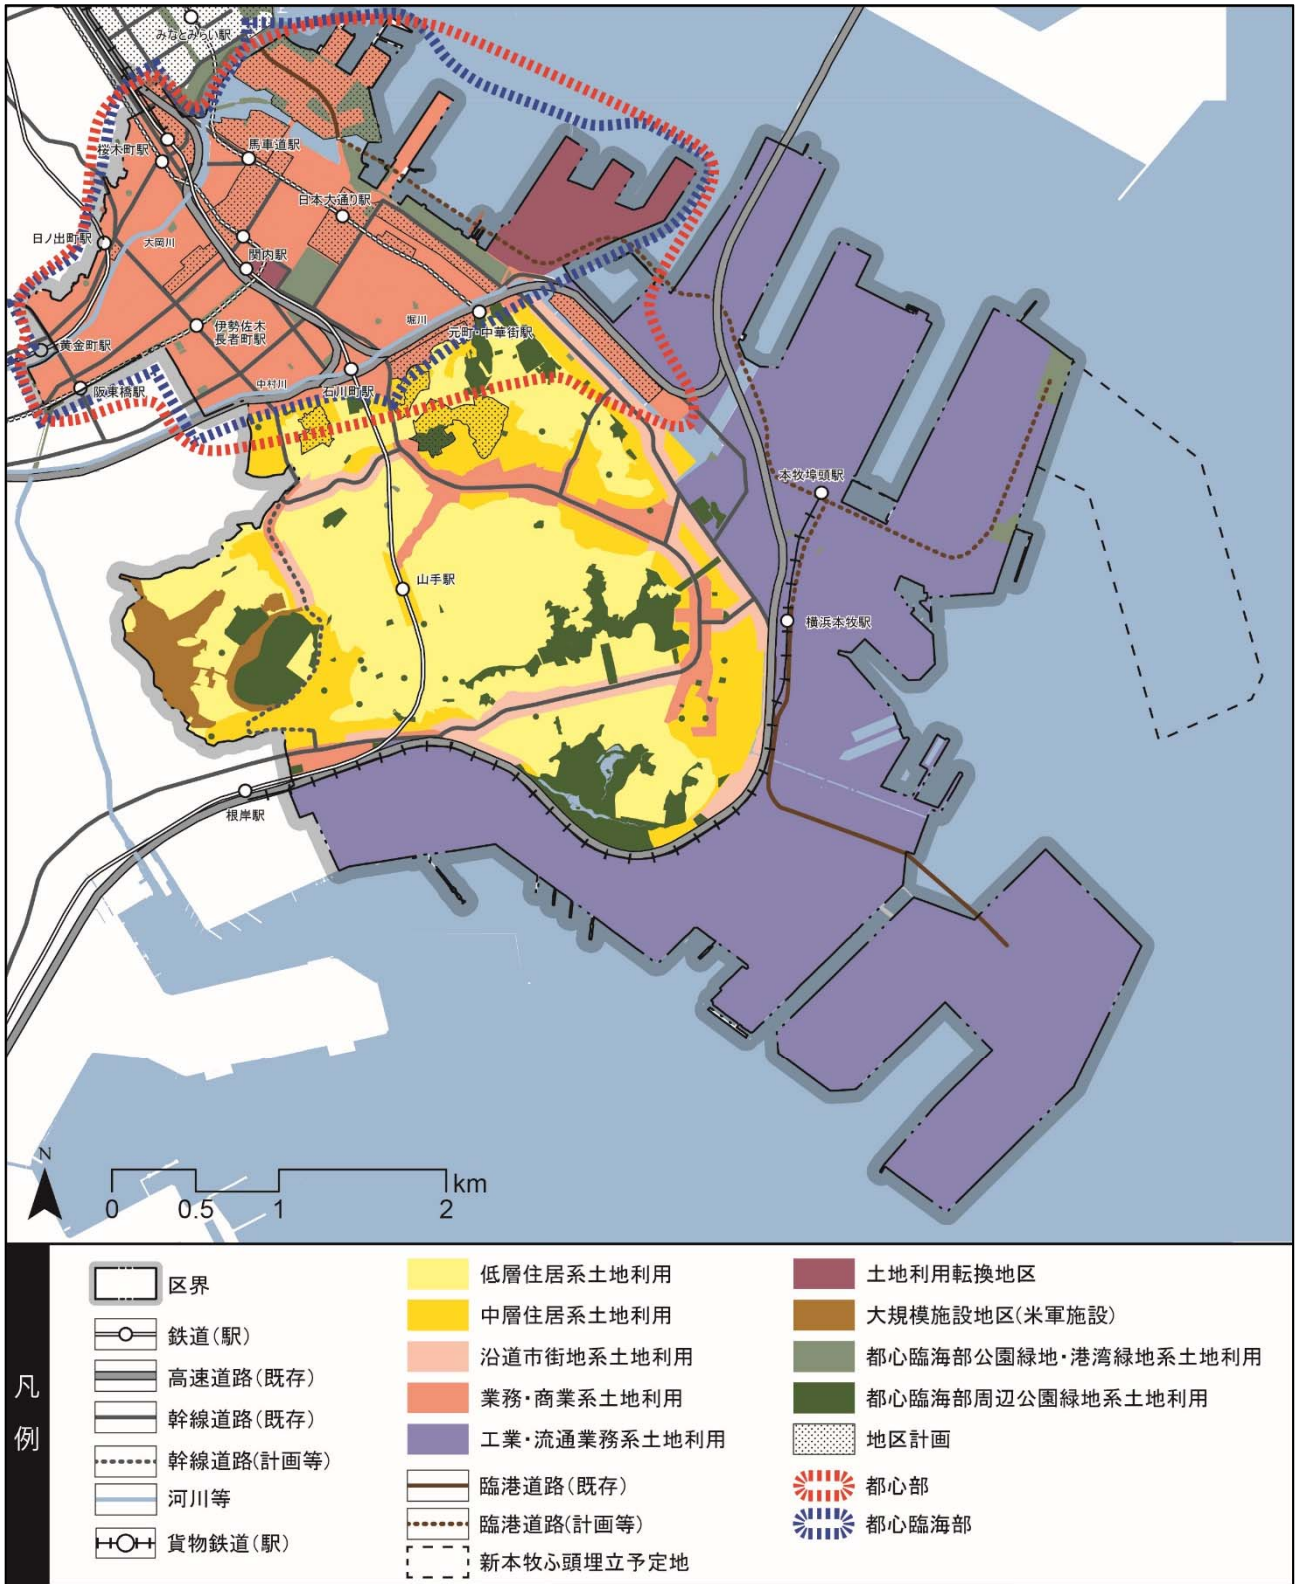 みなとみらい駅
桜木町駅
馬車道駅
日本大通り駅
日ノ出町駅
大岡川
関内駅
伊勢佐木
長者町駅
堀川
元町・中華街駅
黄金町駅
阪東橋駅
中村川
石川町駅
本牧埠頭駅
山手駅
横浜本牧駅
根岸駅
N
km
0
0.5
1
2
凡例
区界
鉄道(駅)
高速道路(既存)
幹線道路(既存)
幹線道路(計画等)
河川等
貨物鉄道(駅)
低層住居系土地利用
中層住居系土地利用
沿道市街地系土地利用
業務・商業系土地利用
工業・流通業務系土地利用
臨港道路(既存)
臨港道路(計画等)
新本牧ふ頭埋立予定地
土地利用転換地区
大規模施設地区(米軍施設)
都心臨海部公園緑地・港湾緑地系土地利用
都心臨海部周辺公園緑地系土地利用
地区計画
都心部
都心臨海部